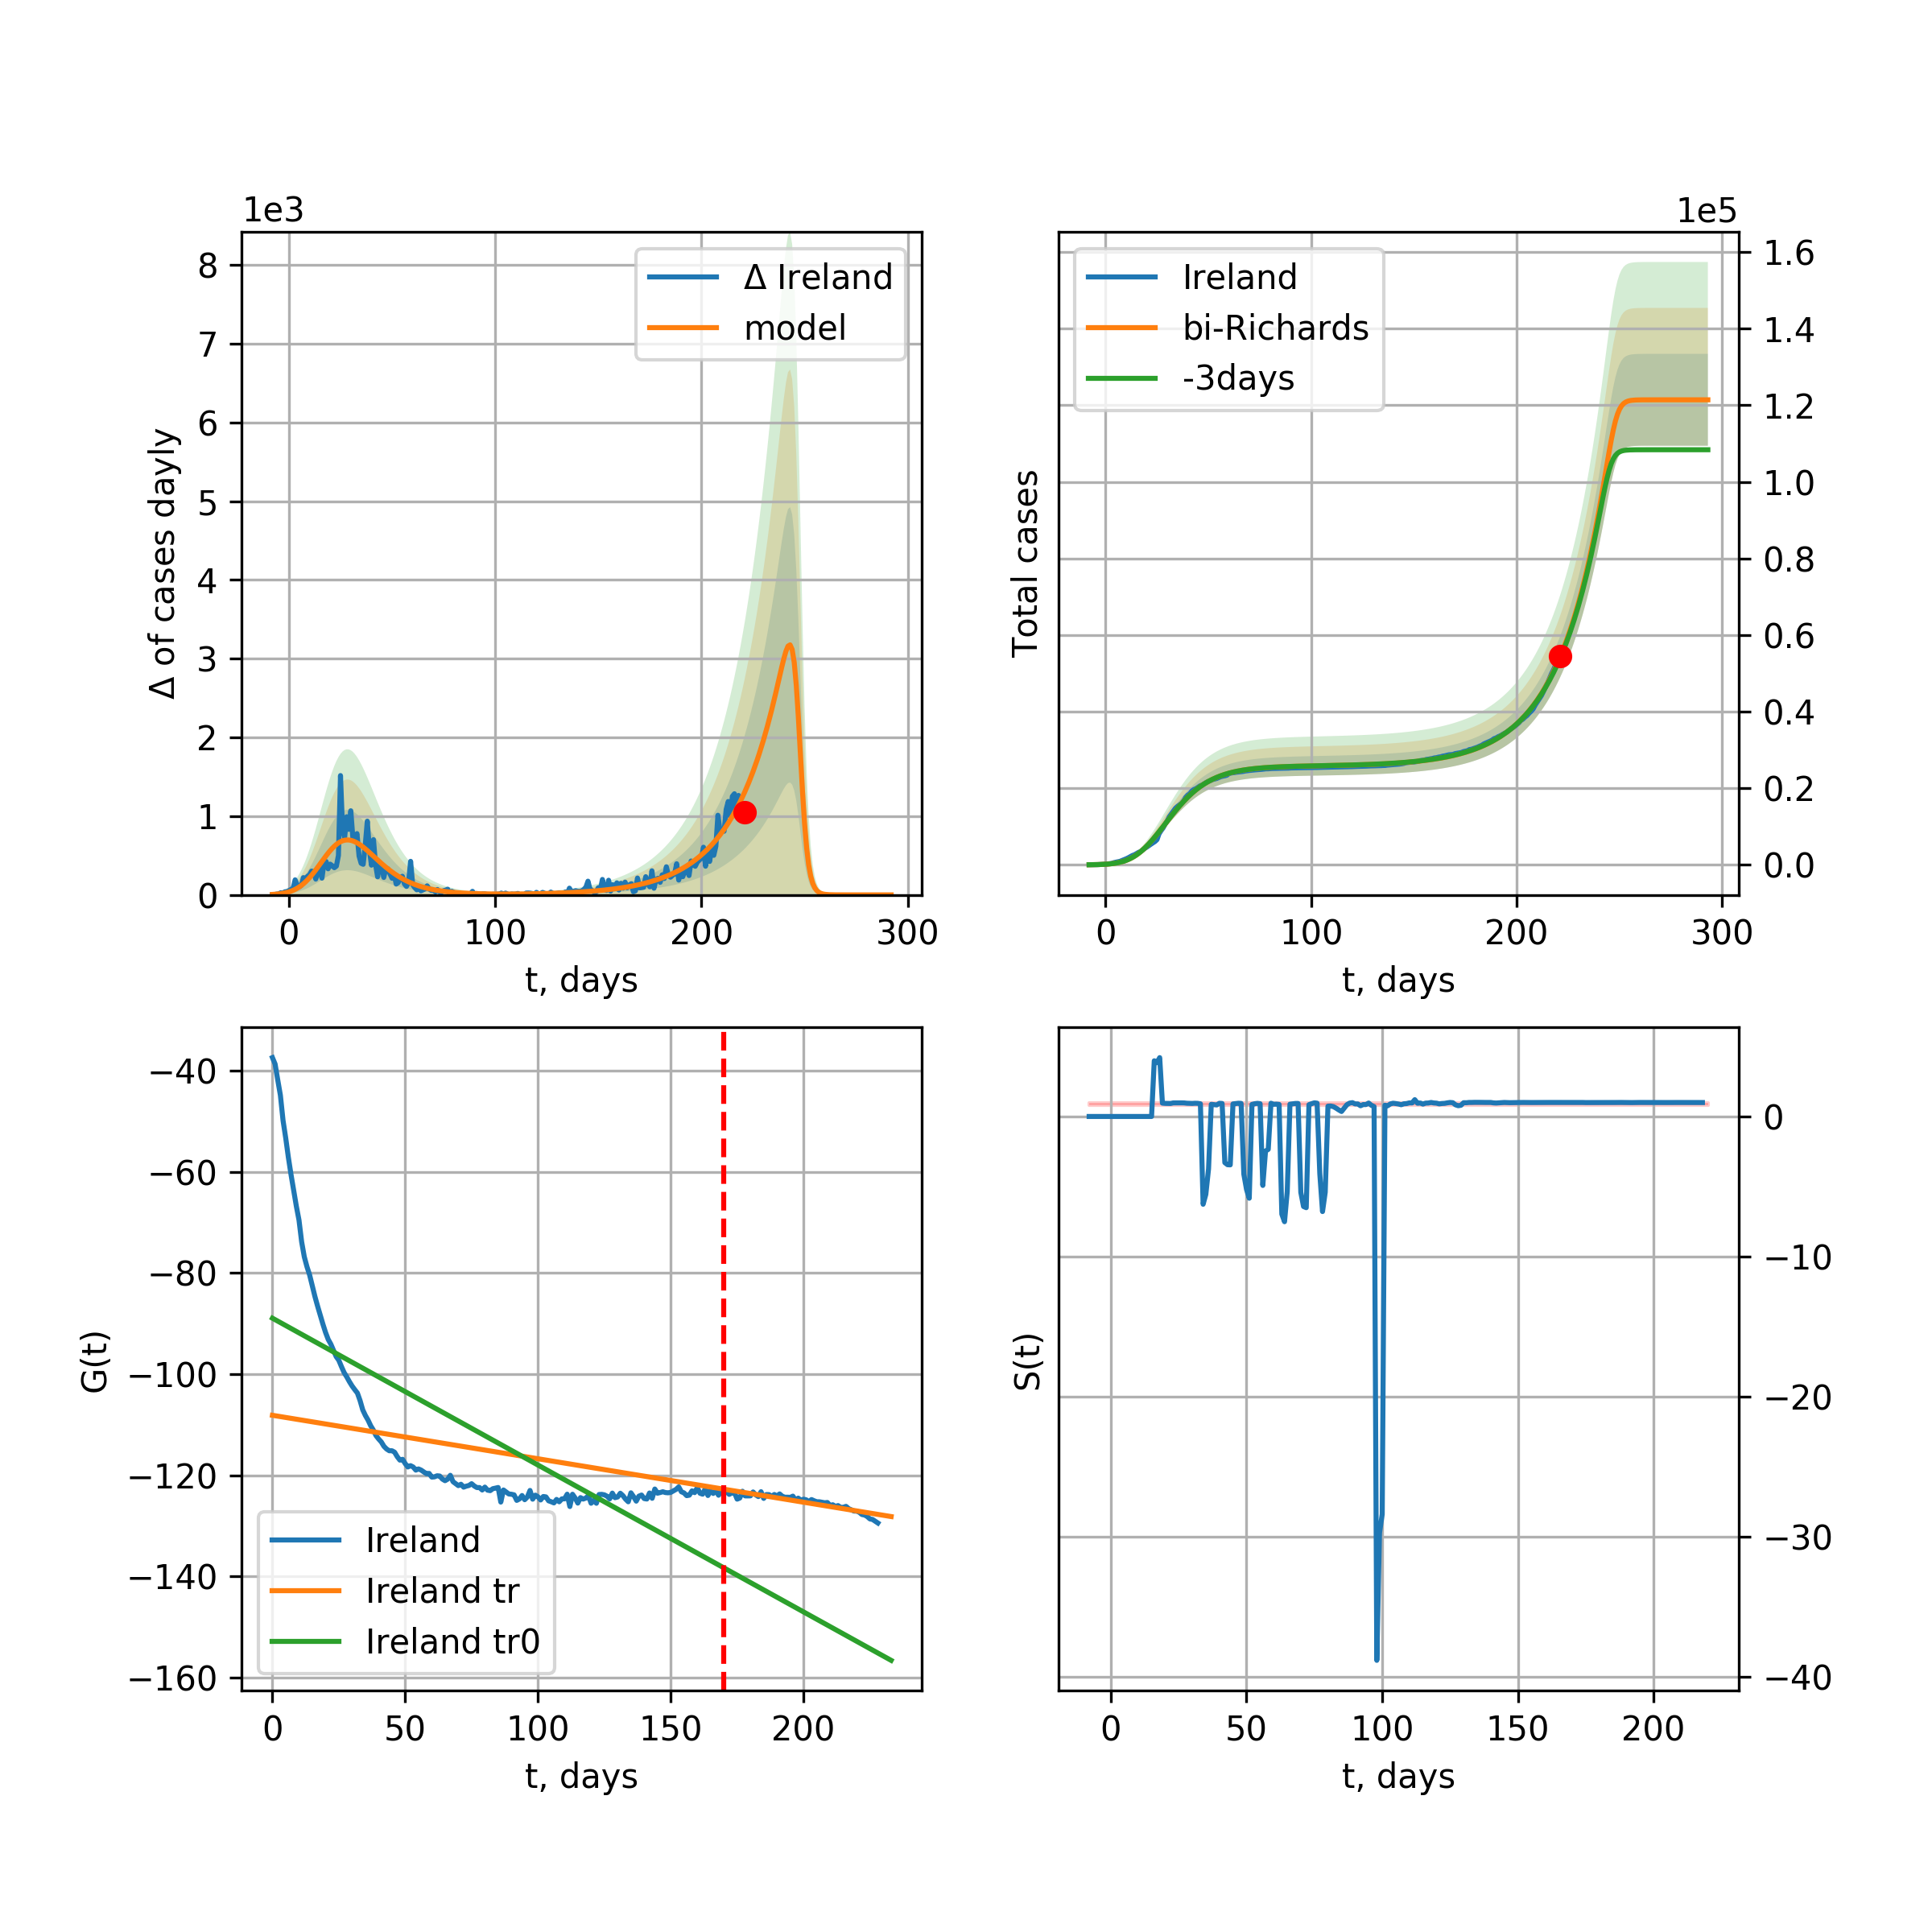 1e3
8
7
6
5
4
3
2
1
0
Δ of cases dayly
Δ Ireland
model
0 100 200 300
t, days
1e5
Ireland
bi-Richards
-3days
Total cases
1.6
1.4
1.2
1.0
0.8
0.6
0.4
0.2
0.0
0 100 200 300
t, days
−40
−60
−80
−100
−120
−140
−160
G(t)
Ireland
Ireland tr
Ireland tr0
0 50 100 150 200
t, days
S(t)
0
−10
−20
−30
−40
0 50 100 150 200
t, days